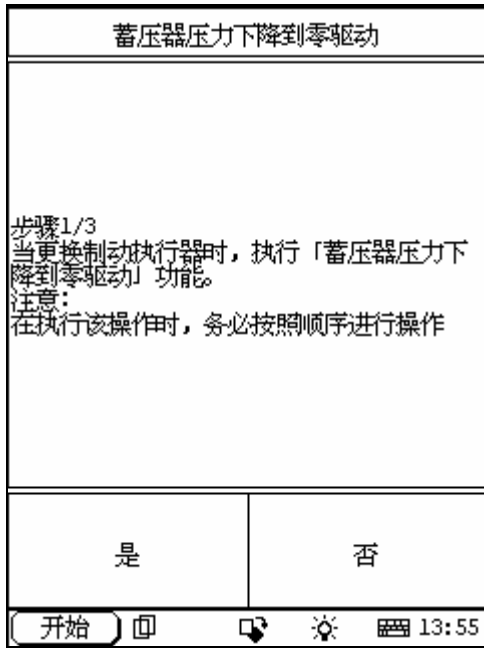 蓄压器压力下降到零驱动
步骤1/3
当更换制动执行器时，执行「蓄压器压力下
降到零驱动」功能。
注意：
在执行该操作时，务必按照顺序进行操作
是
否
开始
13:55